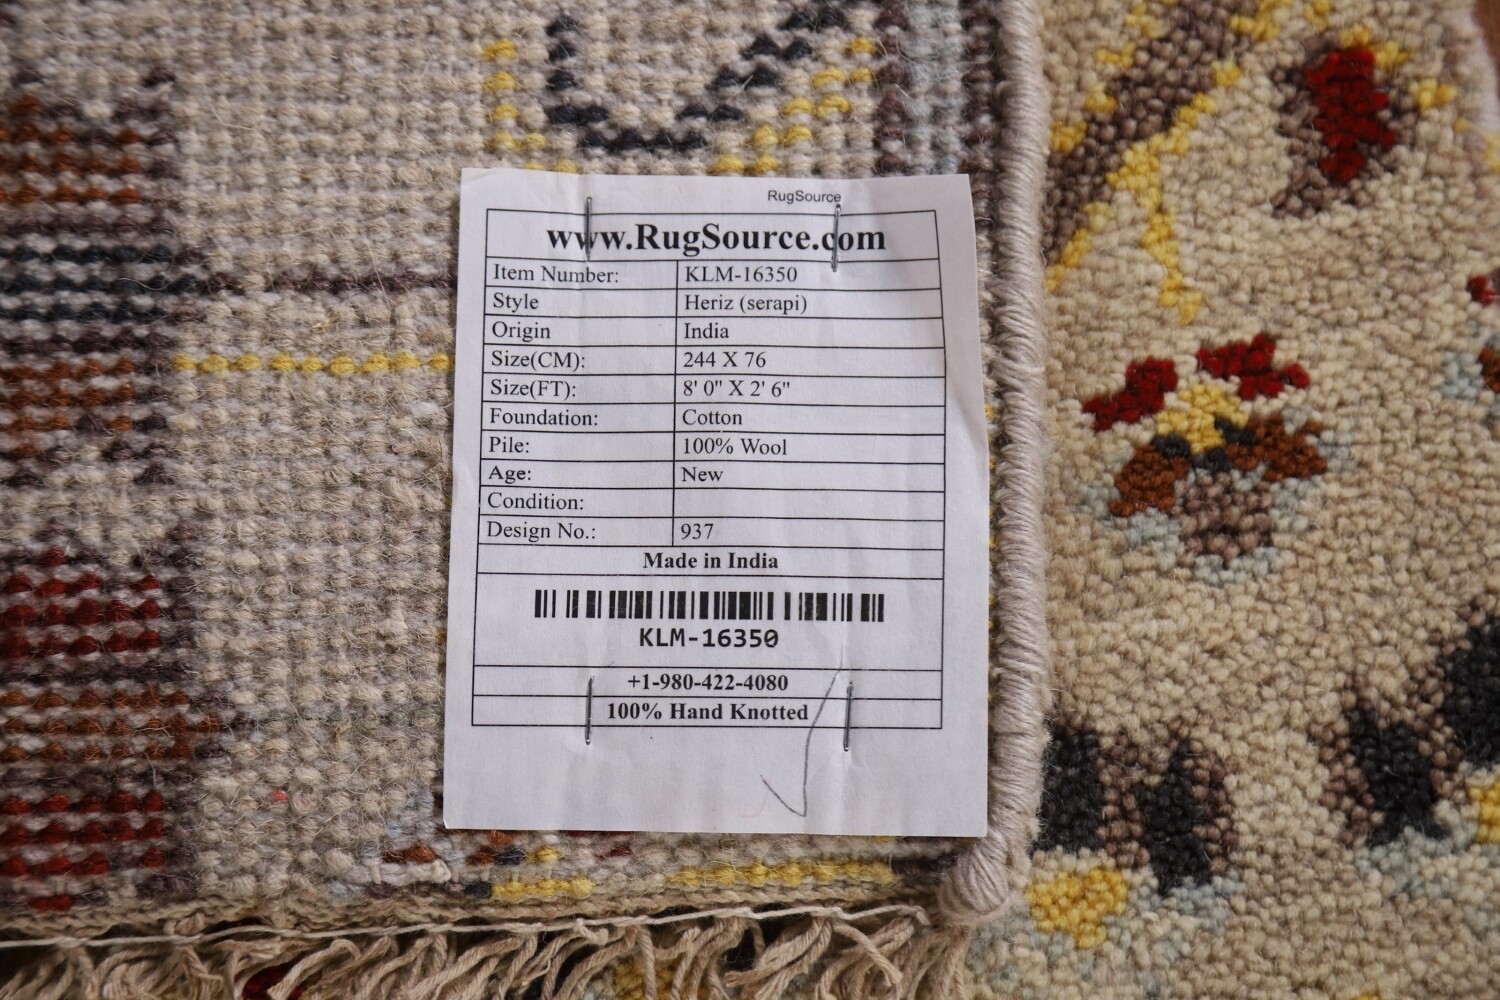 RugSource
www.RugSource.com
Item Number: KLM-16350
Style Heriz (serapi)
Origin India
Size(CM): 244 X 76
Size(FT): 8' 0" X 2' 6"
Foundation: Cotton
Pile: 100% Wool
Age: New
Condition:
Design No.: 937
Made in India
KLM-16350
+1-980-422-4080
100% Hand Knotted